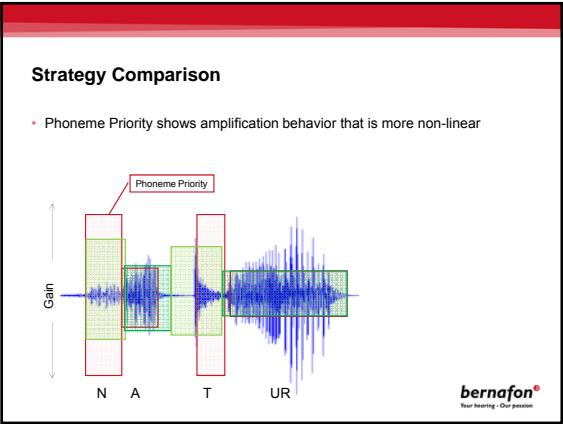 Strategy Comparison
• Phoneme Priority shows amplification behavior that is more non-linear
Phoneme Priority
Gain
N A T UR
bernafon®
Your hearing - Our passion